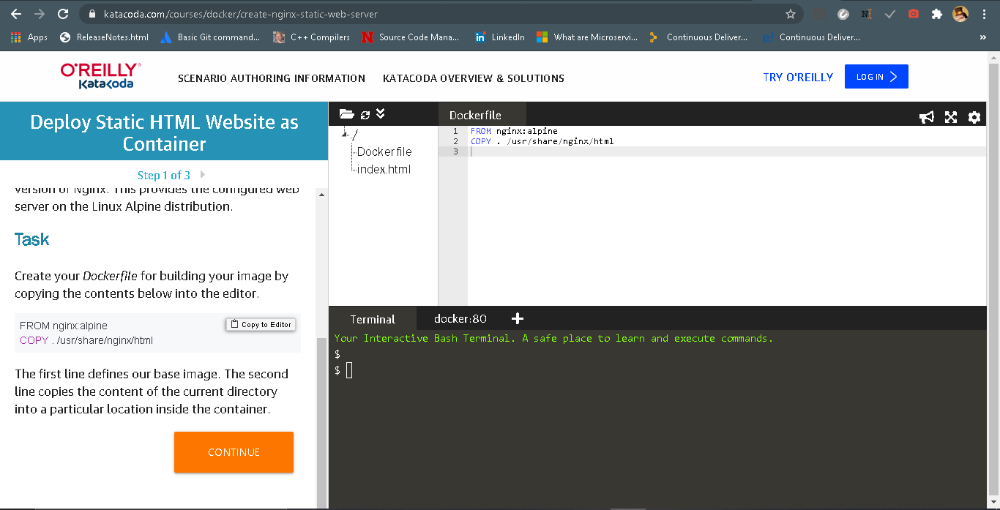 katacoda.com/courses/docker/create-nginx-static-web-server
Apps
ReleaseNotes.html
Basic Git command...
C++ Compilers
Source Code Mana...
LinkedIn
What are Microservi...
Continuous Deliver...
Continuous Deliver...
»
O'REILLY®
Katacoda
SCENARIO AUTHORING INFORMATION
KATACODA OVERVIEW & SOLUTIONS
TRY O'REILLY
LOG IN
Deploy Static HTML Website as
Container
Step 1 of 3
version of Nginx. This provides the configured web
server on the Linux Alpine distribution.
Task
Create your Dockerfile for building your image by
copying the contents below into the editor.
FROM nginx:alpine
COPY . /usr/share/nginx/html
Copy to Editor
The first line defines our base image. The second
line copies the content of the current directory
into a particular location inside the container.
CONTINUE
/
Dockerfile
index.html
Dockerfile
1 FROM nginx:alpine
2 COPY . /usr/share/nginx/html
3
Terminal
docker:80
Your Interactive Bash Terminal. A safe place to learn and execute commands.
$
$